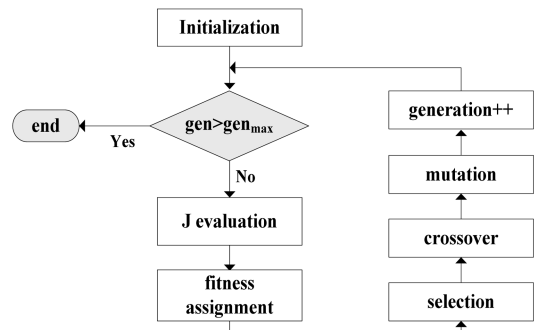 Initialization
end
gen>genmax
generation++
Yes
No
mutation
J evaluation
crossover
fitness
assignment
selection